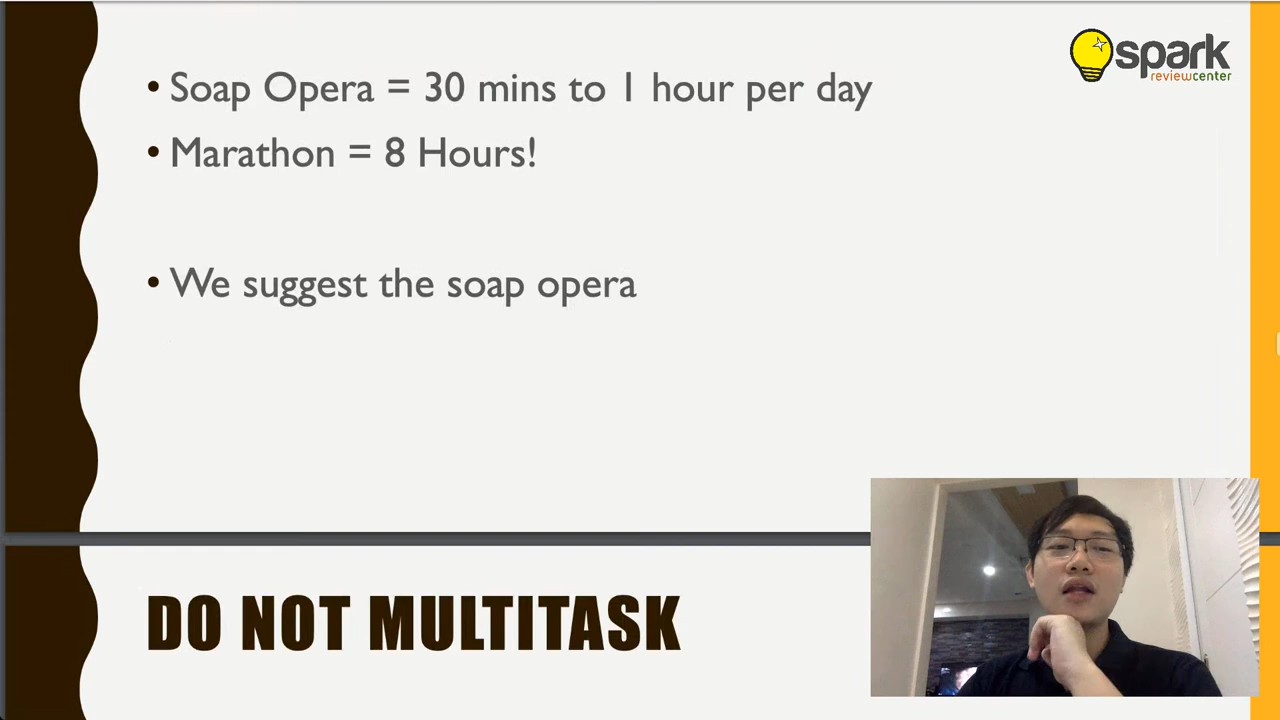 spark
reviewcenter
• Soap Opera = 30 mins to 1 hour per day
• Marathon = 8 Hours!
• We suggest the soap opera
DO NOT MULTITASK